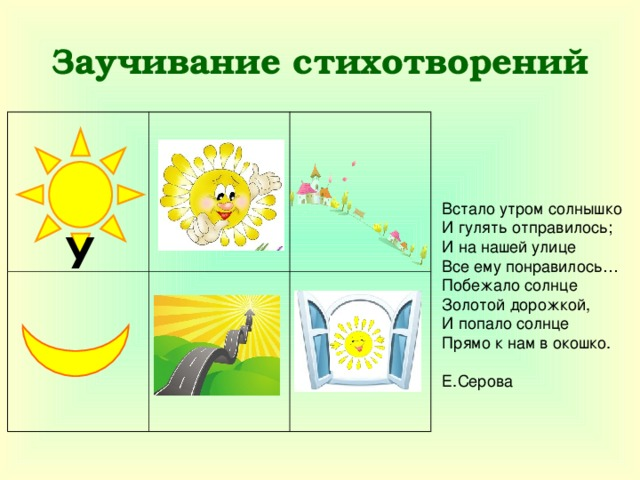 Заучивание стихотворений
У
Встало утром солнышко
И гулять отправилось;
И на нашей улице
Все ему понравилось…
Побежало солнце
Золотой дорожкой,
И попало солнце
Прямо к нам в окошко.
Е.Серова